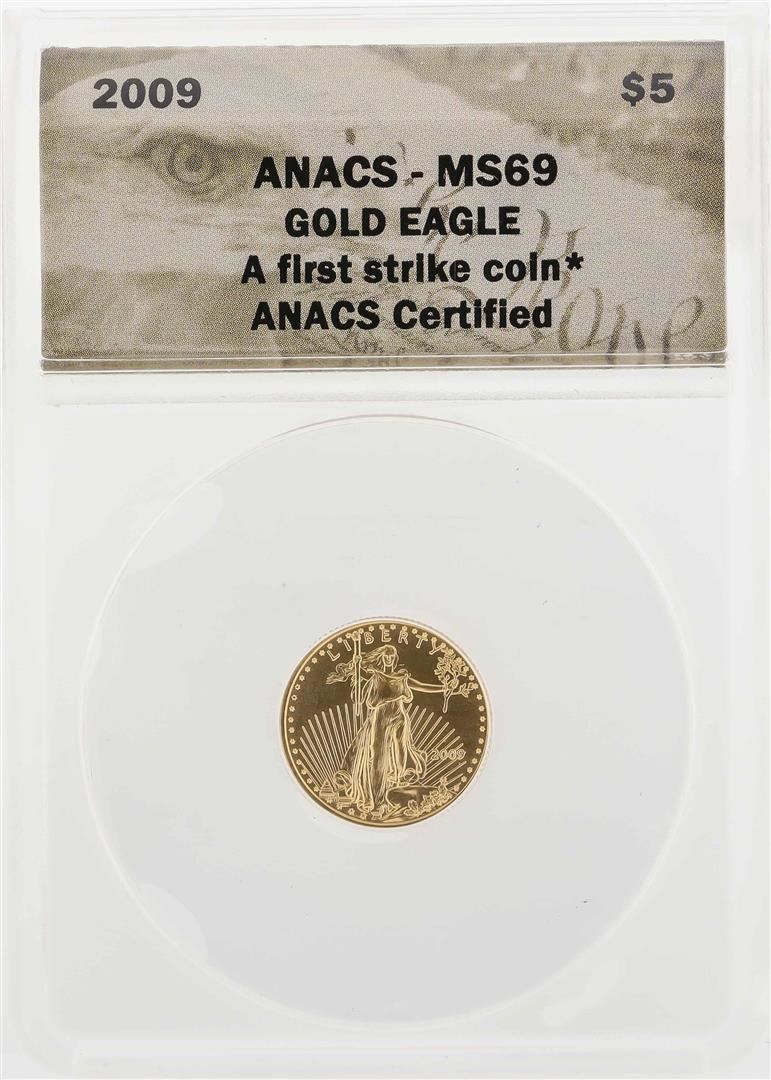 2009 $5
ANACS - MS69
GOLD EAGLE
A first strike coin*
ANACS Certified
LIBERTY
2009